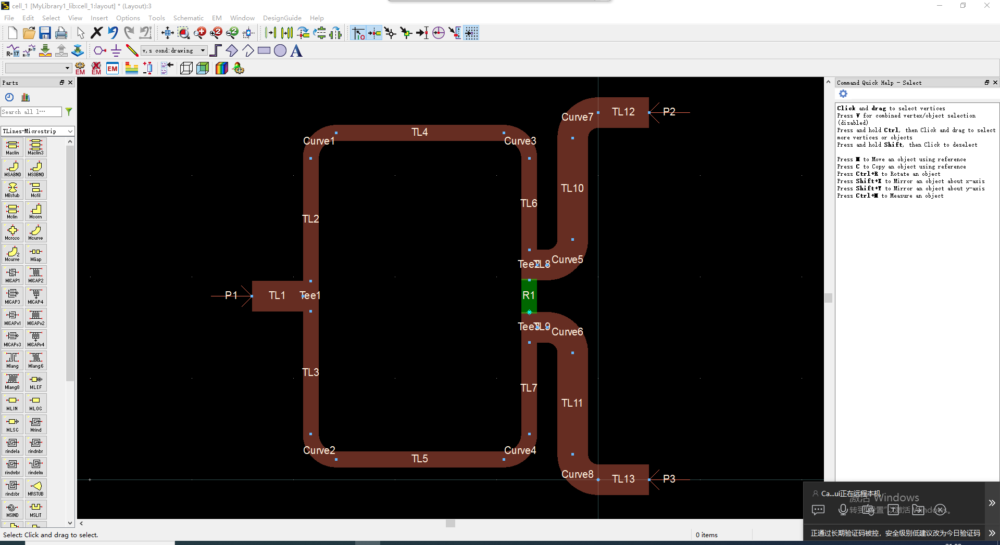 cell_1 [MyLibrary1_lib:cell_1:layout] * (Layout):3
File Edit Select View Insert Options Tools Schematic EM Window DesignGuide Help
v,s cond:drawing
EM EM EM
Parts
Search all l…
TLines-Microstrip
Maclin Maclin3
MSABND MSOBND
MBstub Mcfil
Mclin Mcorn
Mcroso Mcurve
Mcurve MGap
MICAP1 MICAP2
MICAP3 MICAP4
MICAPo1 MICAPo2
MICAPo3 MICAPo4
Mlang Mlang6
Mlang8 MLEF
MLIN MLOC
MLSC Mrind
rindela rindnbr
rindwbr rindelm
rindsbr MRSTUB
MSIND MSLIT
Curve7 TL12 P2
Curve1 TL4 Curve3
TL10
TL6
TL2
Tee2 TL8 Curve5
P1 TL1 Tee1 R1
Tee3 TL9 Curve6
TL3
TL7
TL11
Curve2 TL5 Curve4
Curve8 TL13 P3
Command Quick Help - Select
Click and drag to select vertices
Press V for combined vertex/object selection
(disabled)
Press and hold Ctrl, then Click and drag to select
more vertices or objects
Press and hold Shift, then Click to deselect
Press M to Move an object using reference
Press C to Copy an object using reference
Press Ctrl+R to Rotate an object
Press Shift+X to Mirror an object about x-axis
Press Shift+Y to Mirror an object about y-axis
Press Ctrl+M to Measure an object
Ca...ui正在远程本机
激活 Windows
转到"设置"以激活 Windows。
正通过长期验证码被控，安全级别低建议改为今日验证码
Select: Click and drag to select.
0 items